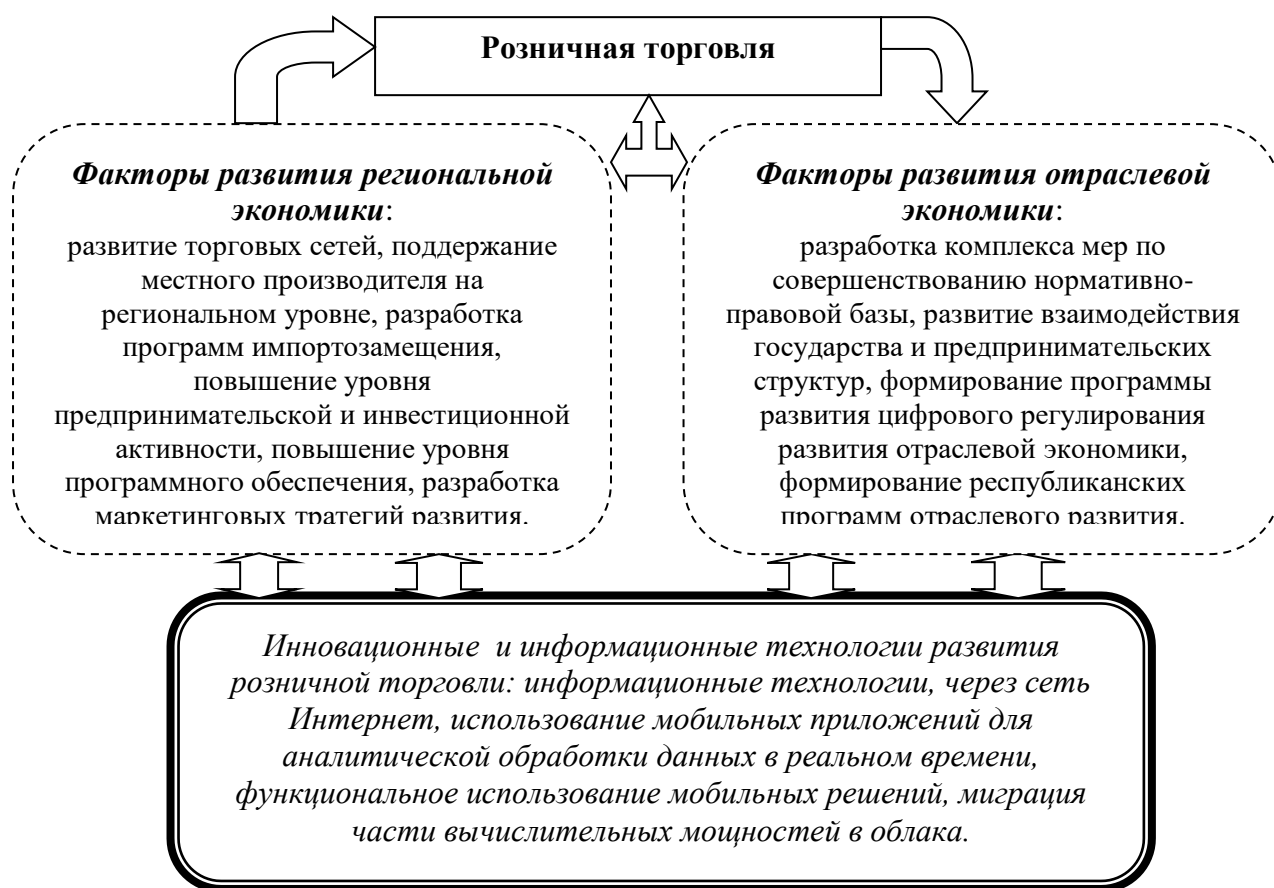 Розничная торговля
Факторы развития региональной
экономики:
развитие торговых сетей, поддержание
местного производителя на
региональном уровне, разработка
программ импортозамещения,
повышение уровня
предпринимательской и инвестиционной
активности, повышение уровня
программного обеспечения, разработка
маркетинговых тратегий развития.
Факторы развития отраслевой
экономики:
разработка комплекса мер по
совершенствованию нормативно-
правовой базы, развитие взаимодействия
государства и предпринимательских
структур, формирование программы
развития цифрового регулирования
развития отраслевой экономики,
формирование республиканских
программ отраслевого развития.
Инновационные и информационные технологии развития
розничной торговли: информационные технологии, через сеть
Интернет, использование мобильных приложений для
аналитической обработки данных в реальном времени,
функциональное использование мобильных решений, миграция
части вычислительных мощностей в облака.